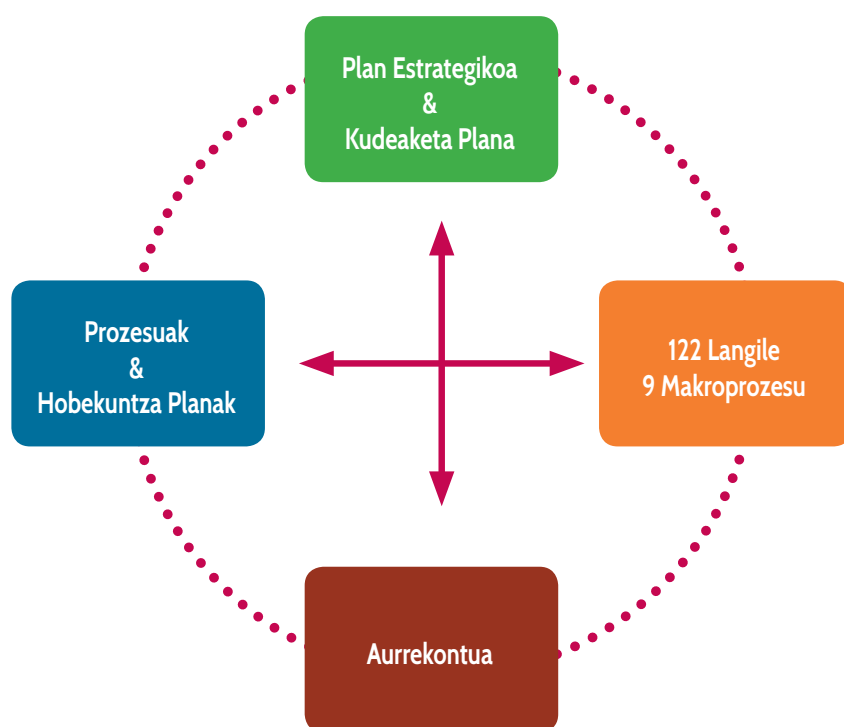 Plan Estrategikoa
&
Kudeaketa Plana
Prozesuak
&
Hobekuntza Planak
122 Langile
9 Makroprozesu
Aurrekontua